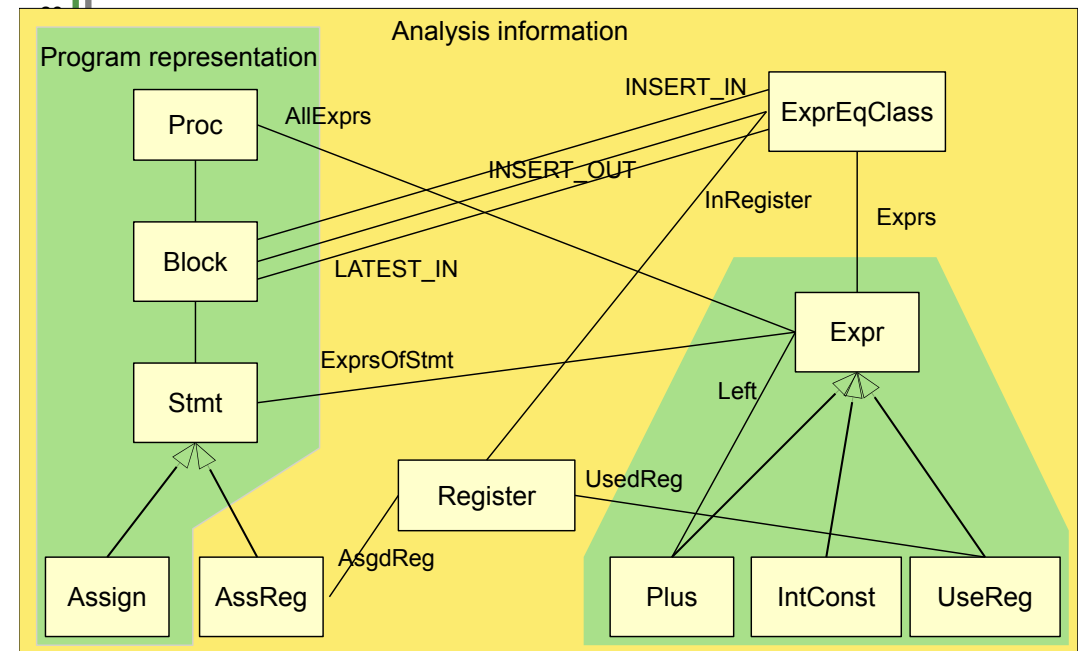 Analysis information
Program representation
INSERT_IN
ExprEqClass
Proc
AllExprs
INSERT_OUT
InRegister
Exprs
Block
LATEST_IN
Expr
ExprsOfStmt
Stmt
Left
Register
UsedReg
AsgdReg
Assign
AssReg
Plus
IntConst
UseReg